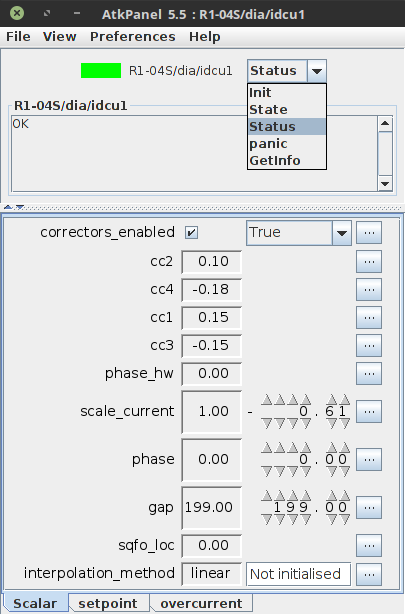 AtkPanel 5.5 : R1-04S/dia/idcu1
File View Preferences Help
R1-04S/dia/idcu1 Status
Init
State
Status
panic
GetInfo
R1-04S/dia/idcu1
OK
correctors_enabled True ...
cc2 0.10 ...
cc4 -0.18 ...
cc1 0.15 ...
cc3 -0.15 ...
phase_hw 0.00 ...
scale_current 1.00 - 0.61 ...
phase 0.00 0.00 ...
gap 199.00 199.00 ...
sqfo_loc 0.00 ...
interpolation_method linear Not initialised ...
Scalar setpoint overcurrent